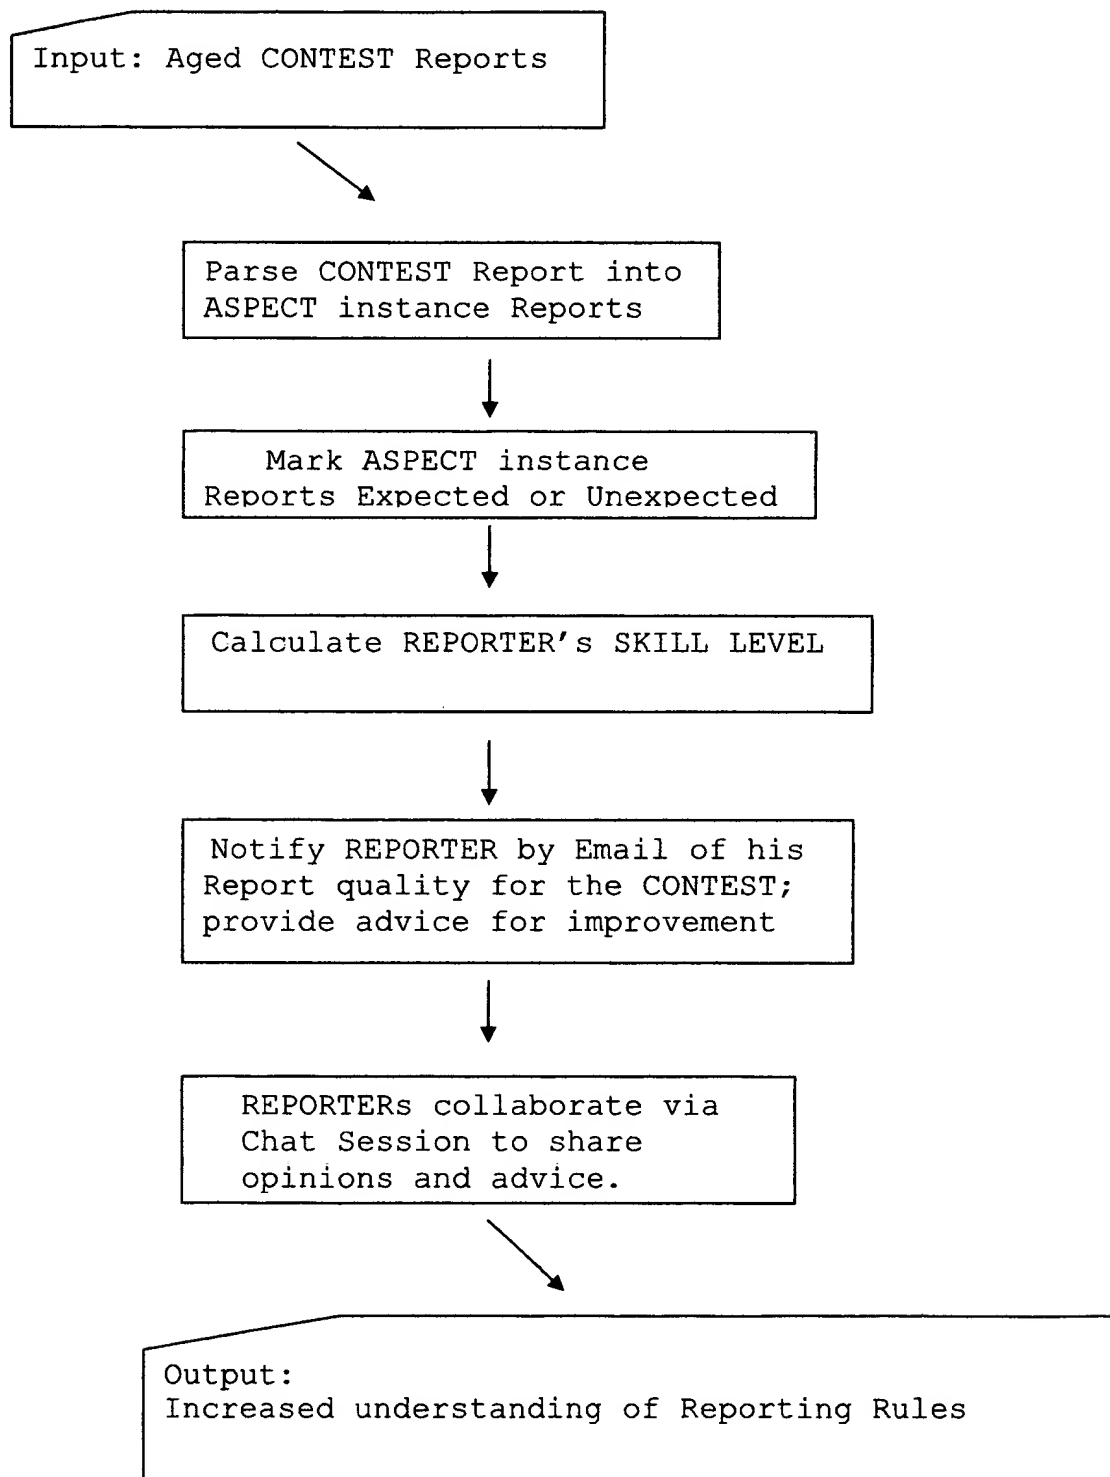 Input: Aged CONTEST Reports
Parse CONTEST Report into
ASPECT instance Reports
Mark ASPECT instance
Reports Expected or Unexpected
Calculate REPORTER's SKILL LEVEL
Notify REPORTER by Email of his
Report quality for the CONTEST;
provide advice for improvement
REPORTERs collaborate via
Chat Session to share
opinions and advice.
Output:
Increased understanding of Reporting Rules